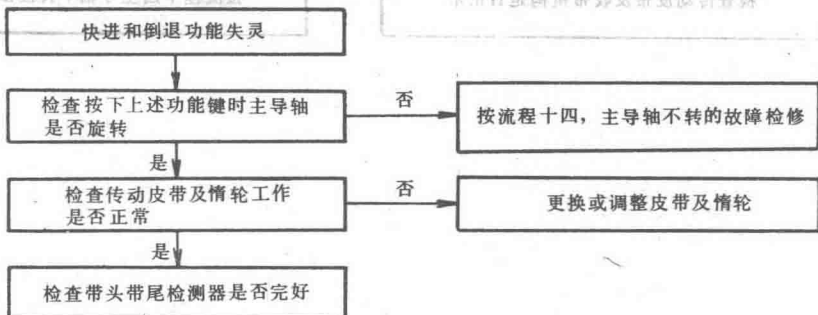 快进和倒退功能失灵
检查按下上述功能键时主导轴
是否旋转
否
按流程十四，主导轴不转的故障检修
是
检查传动皮带及惰轮工作
是否正常
否
更换或调整皮带及惰轮
是
检查带头带尾检测器是否完好